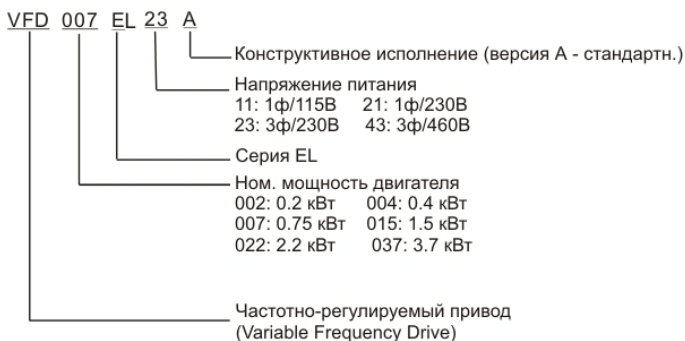 VFD 007 EL 23 A
Конструктивное исполнение (версия А - стандартн.)
Напряжение питания
11: 1ф/115В 21: 1ф/230В
23: 3ф/230В 43: 3ф/460В
Серия EL
Ном. мощность двигателя
002: 0.2 кВт 004: 0.4 кВт
007: 0.75 кВт 015: 1.5 кВт
022: 2.2 кВт 037: 3.7 кВт
Частотно-регулируемый привод
(Variable Frequency Drive)